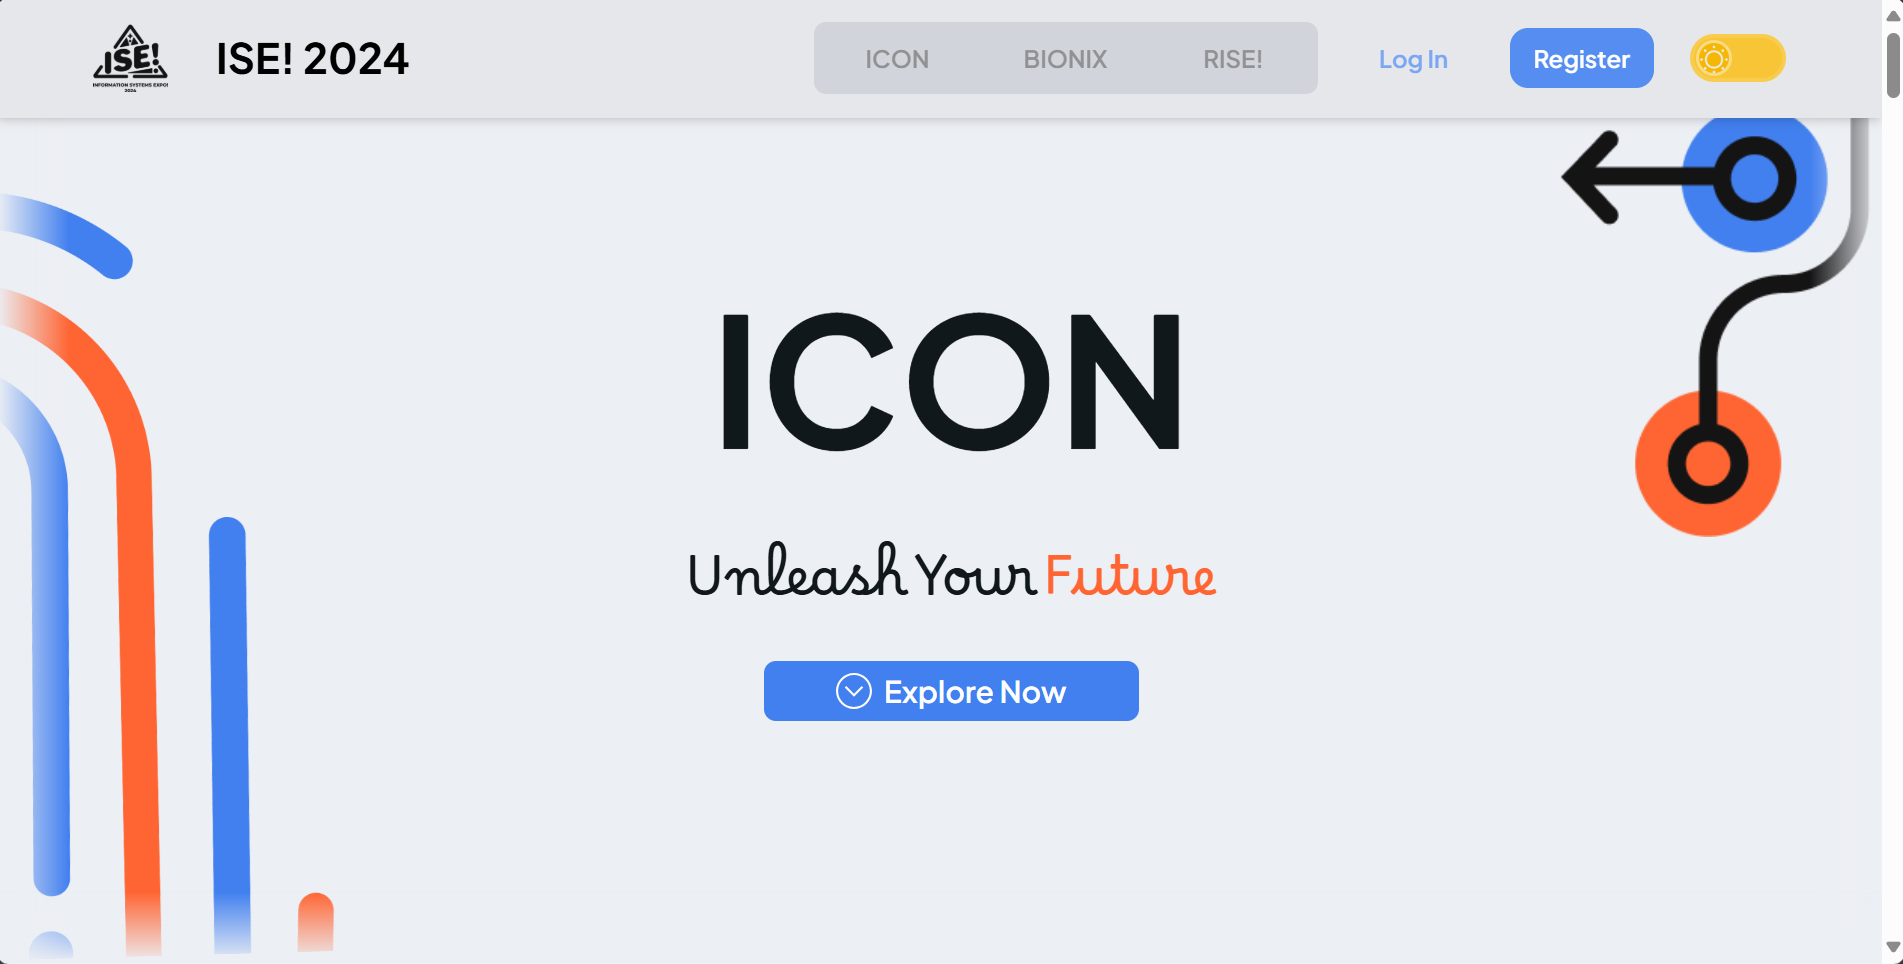 ISE!
INFORMATION SYSTEMS EXPO!
2024
ISE! 2024
ICON
BIONIX
RISE!
Log In
Register
ICON
Unleash Your Future
Explore Now